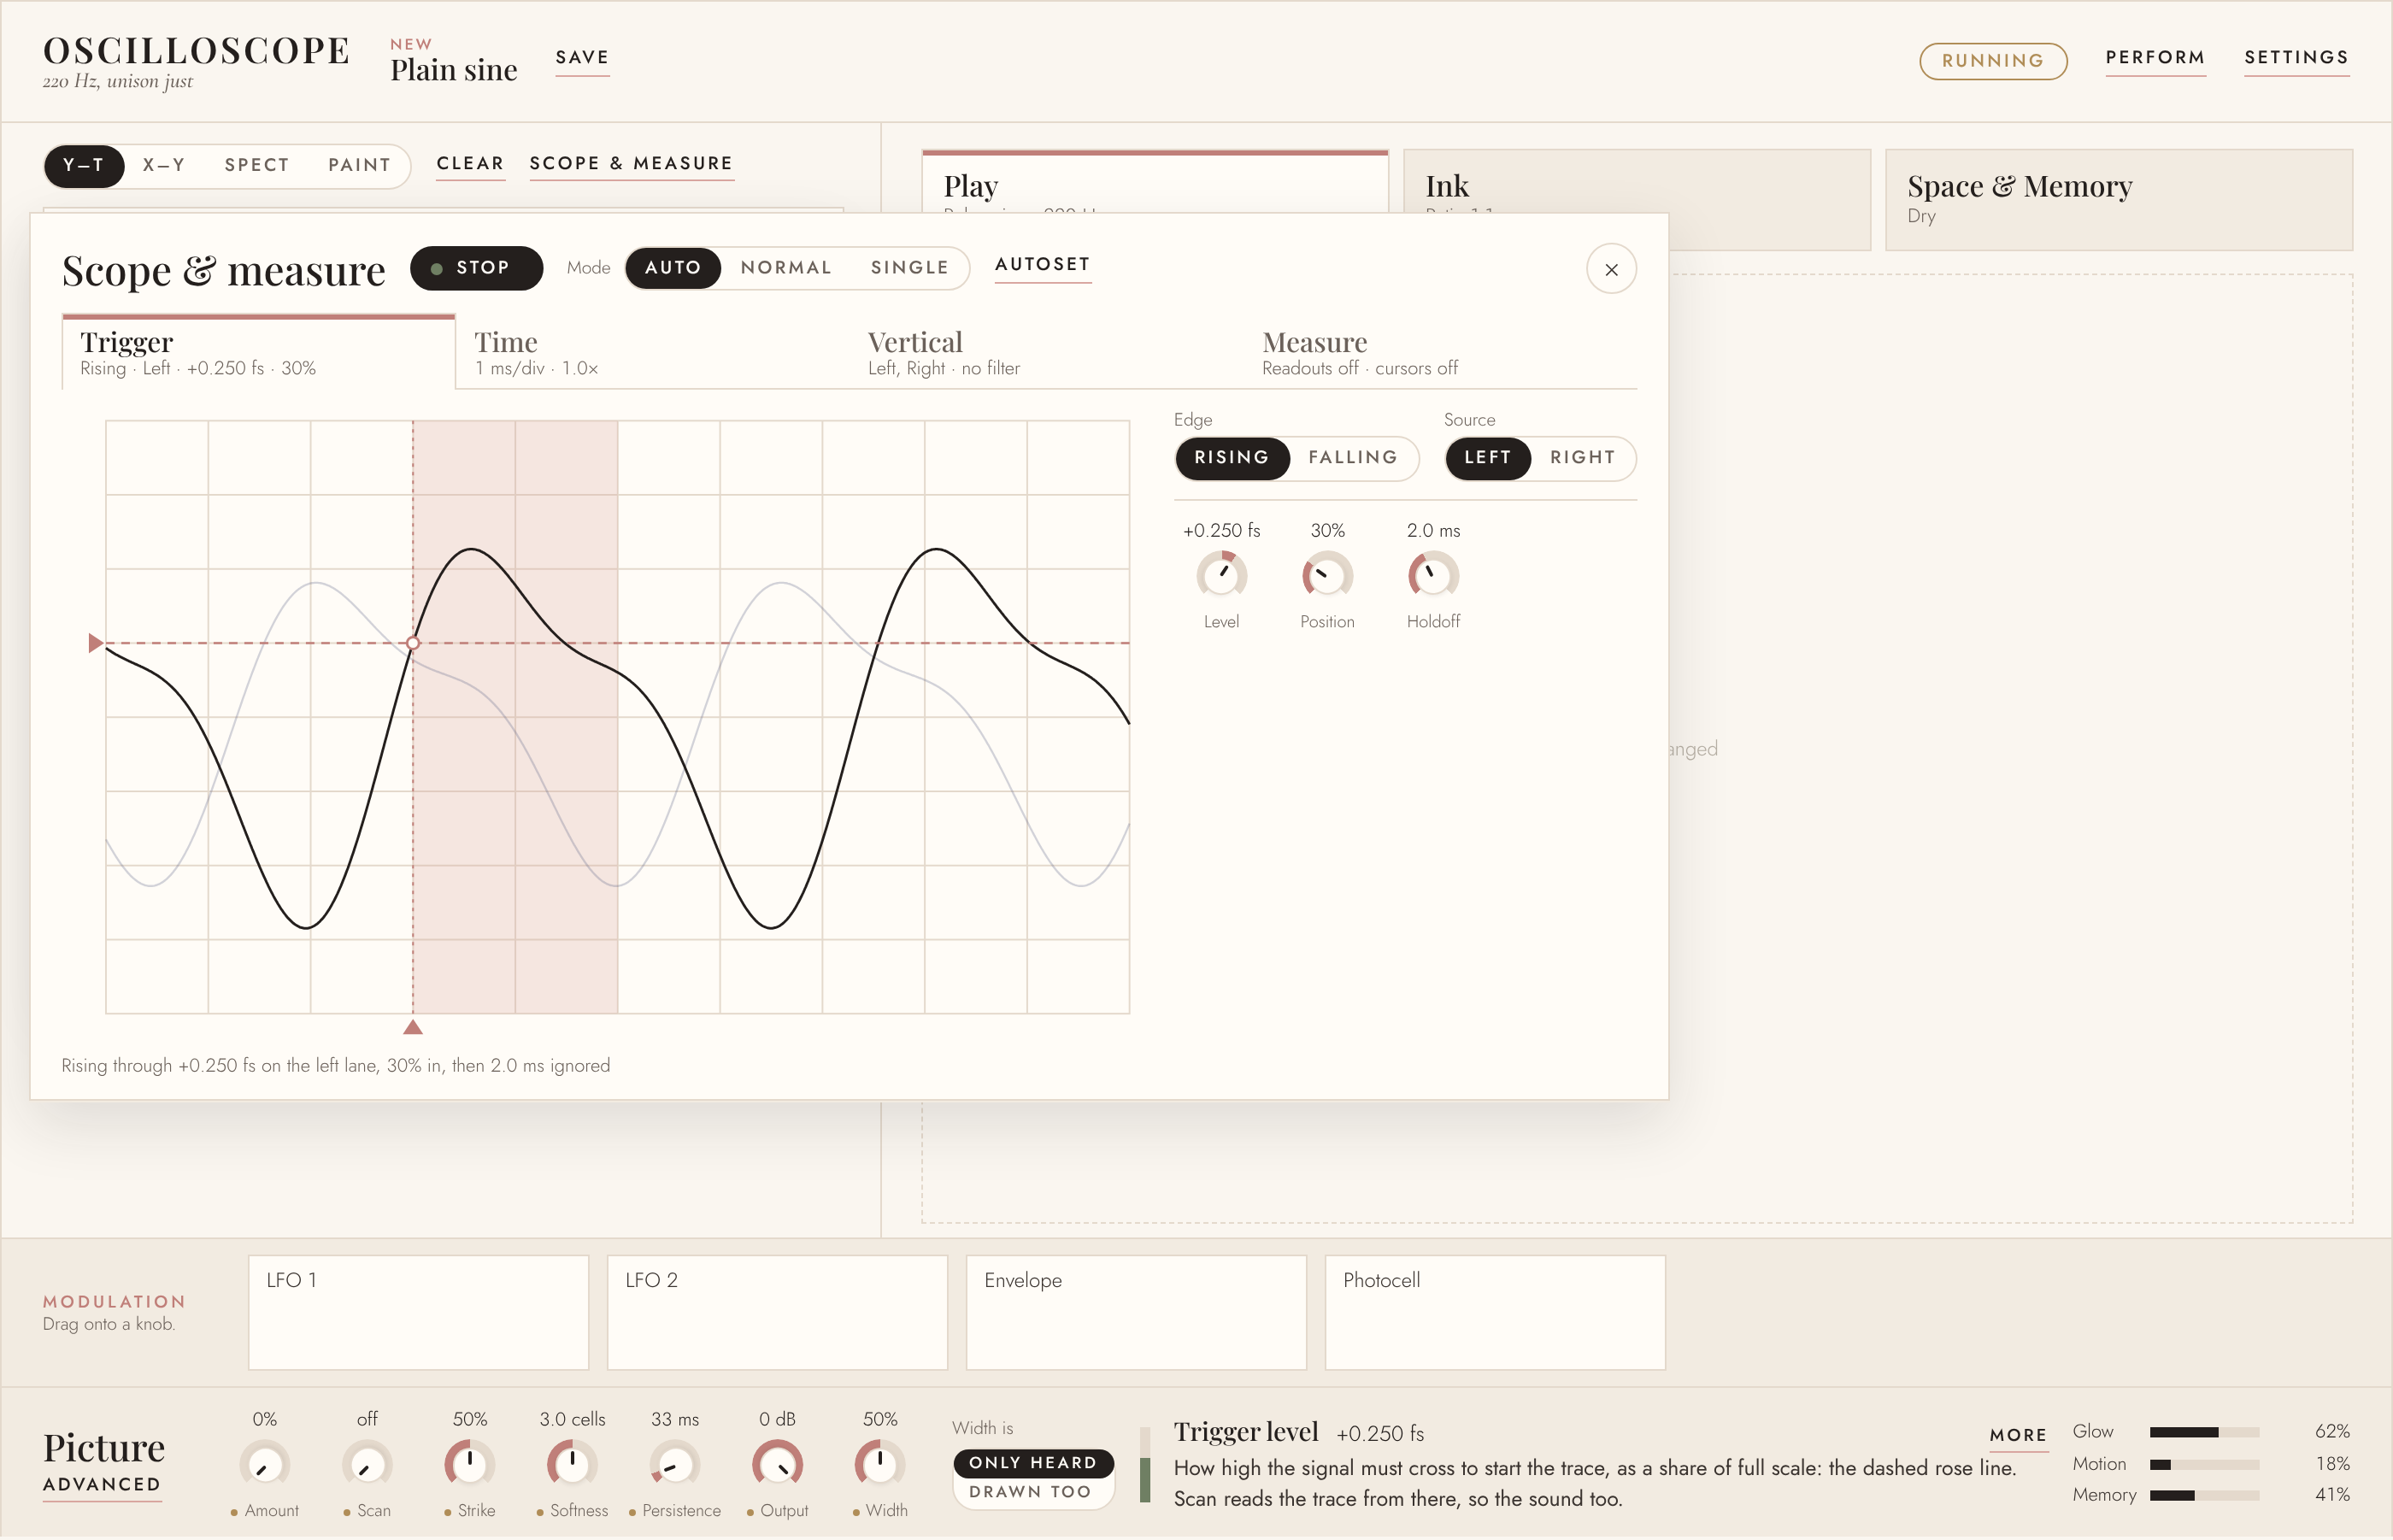 OSCILLOSCOPE
220 Hz, unison just
NEW
Plain sine
SAVE
RUNNING
PERFORM
SETTINGS
Y–T
X–Y
SPECT
PAINT
CLEAR
SCOPE & MEASURE
Play
Ink
Space & Memory
Dry
Scope & measure
STOP
Mode
AUTO
NORMAL
SINGLE
AUTOSET
×
Trigger
Rising · Left · +0.250 fs · 30%
Time
1 ms/div · 1.0×
Vertical
Left, Right · no filter
Measure
Readouts off · cursors off
Edge
RISING
FALLING
Source
LEFT
RIGHT
+0.250 fs
30%
2.0 ms
Level
Position
Holdoff
anged
Rising through +0.250 fs on the left lane, 30% in, then 2.0 ms ignored
MODULATION
Drag onto a knob.
LFO 1
LFO 2
Envelope
Photocell
Picture
ADVANCED
0%
off
50%
3.0 cells
33 ms
0 dB
50%
Amount
Scan
Strike
Softness
Persistence
Output
Width
Width is
ONLY HEARD
DRAWN TOO
Trigger level +0.250 fs
MORE
How high the signal must cross to start the trace, as a share of full scale: the dashed rose line.
Scan reads the trace from there, so the sound too.
Glow
62%
Motion
18%
Memory
41%